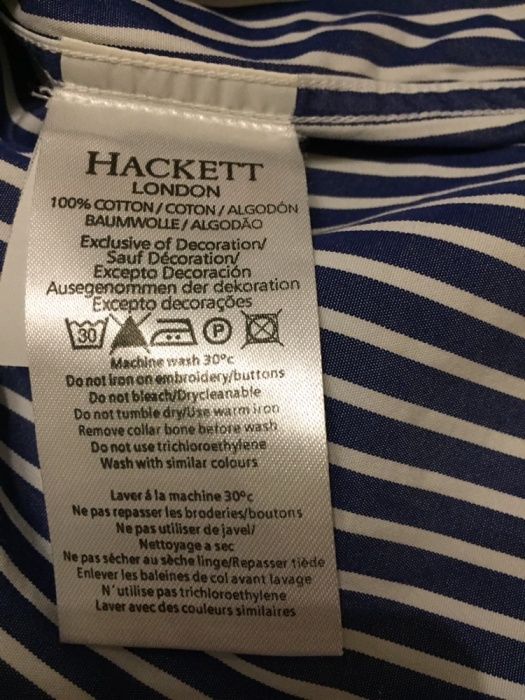 HACKETT
LONDON
100% COTTON / COTON / ALGODÓN
BAUMWOLLE / ALGODÃO
Exclusive of Decoration/
Sauf Décoration/
Excepto Decoración
Ausegenommen der dekoration
Excepto decorações
30 P
Machine wash 30°c
Do not iron on embroidery/buttons
Do not bleach/Drycleanable
Do not tumble dry/Use warm iron
Remove collar bone before wash
Do not use trichloroethylene
Wash with similar colours
Laver á la machine 30°c
Ne pas repasser les broderies/boutons
Ne pas utiliser de javel/
Nettoyage a sec
Ne pas sécher au sèche linge/Repasser tiède
Enlever les baleines de col avant lavage
N'utilise pas trichloroethylene
Laver avec des couleurs similaires